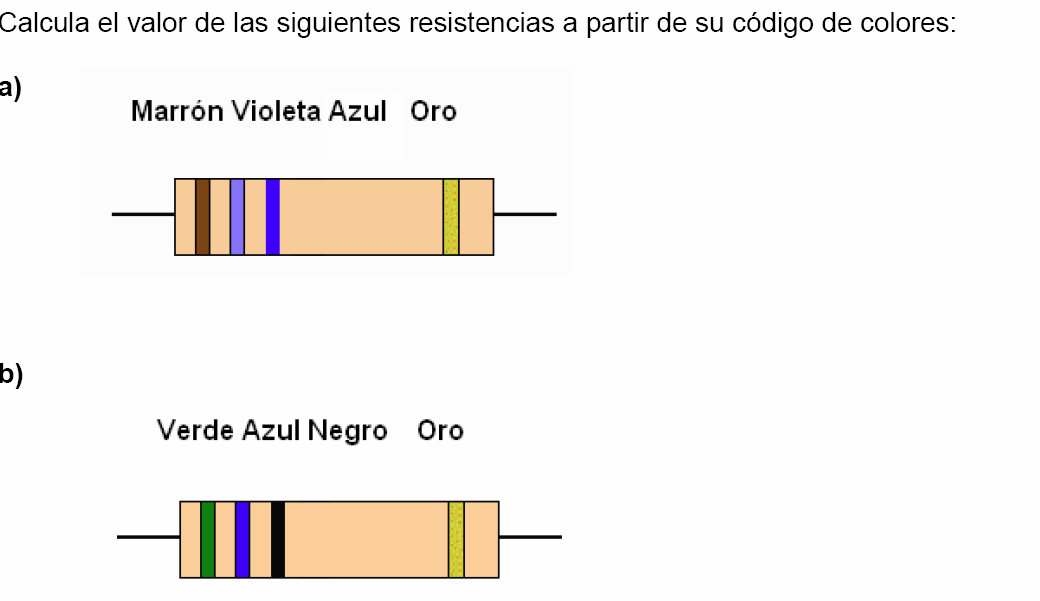 Calcula el valor de las siguientes resistencias a partir de su código de colores:
a)
Marrón Violeta Azul Oro
b)
Verde Azul Negro Oro